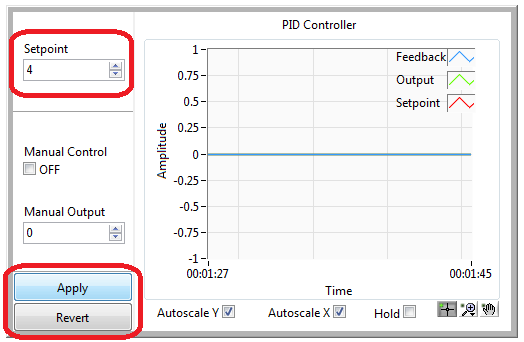 PID Controller
Setpoint
4
Manual Control
OFF
Manual Output
0
Apply
Revert
Feedback
Output
Setpoint
Amplitude
1
0.75
0.5
0.25
0
-0.25
-0.5
-0.75
-1
00:01:27
00:01:45
Time
Autoscale Y
Autoscale X
Hold